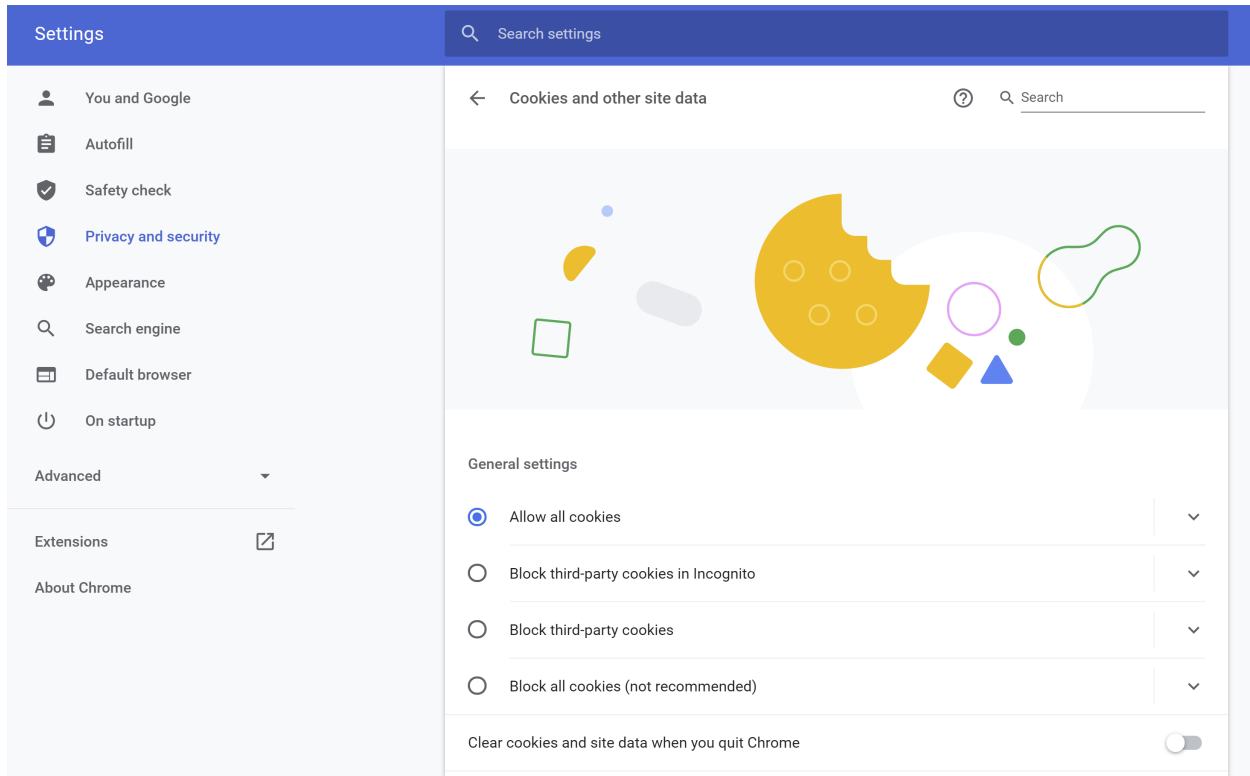 Settings
Search settings
You and Google
Autofill
Safety check
Privacy and security
Appearance
Search engine
Default browser
On startup
Advanced
Extensions
About Chrome
Cookies and other site data
Search
General settings
Allow all cookies
Block third-party cookies in Incognito
Block third-party cookies
Block all cookies (not recommended)
Clear cookies and site data when you quit Chrome